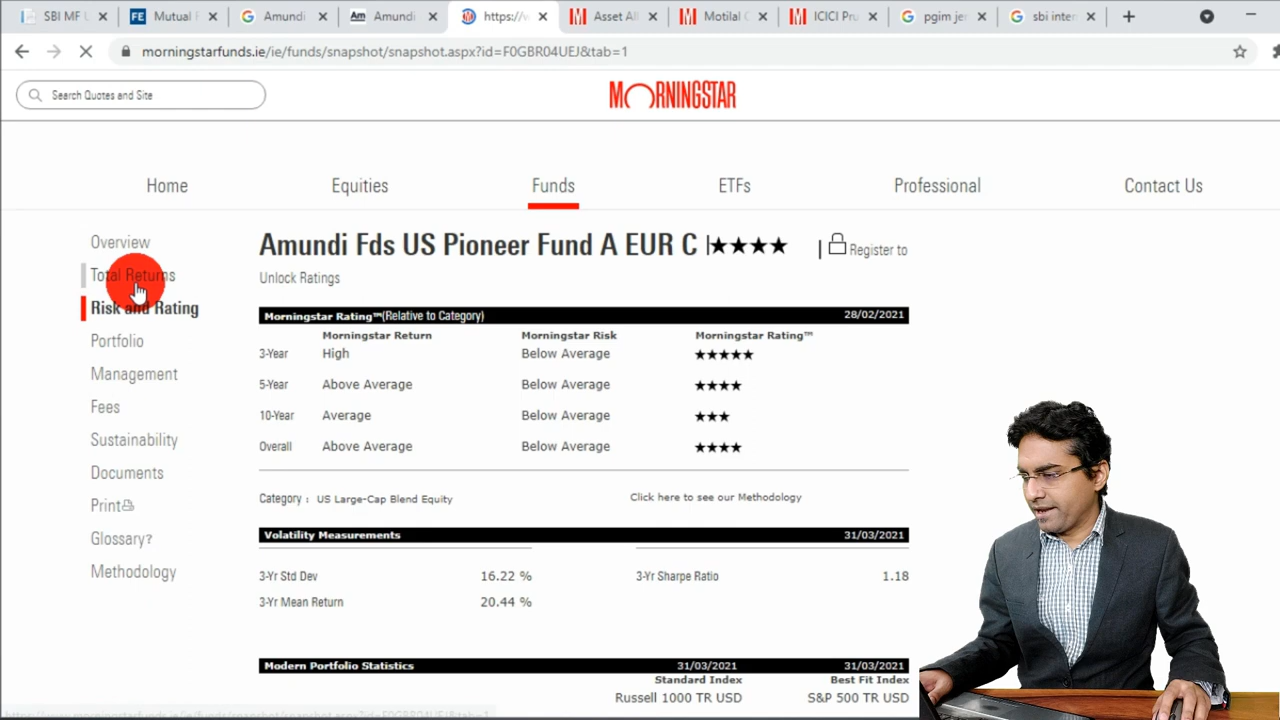 SBI MF U
Mutual F
Amundi
Amundi
https://w
Asset All
Motilal O
ICICI Pru
pgim jen
sbi inter
morningstarfunds.ie/ie/funds/snapshot/snapshot.aspx?id=F0GBR04UEJ&tab=1
Search Quotes and Site
MORNINGSTAR
Home
Equities
Funds
ETFs
Professional
Contact Us
Overview
Total Returns
Risk and Rating
Portfolio
Management
Fees
Sustainability
Documents
Print
Glossary?
Methodology
Amundi Fds US Pioneer Fund A EUR C |★★★★ | Register to
Unlock Ratings
Morningstar Rating™(Relative to Category) 28/02/2021
Morningstar Return Morningstar Risk Morningstar Rating™
3-Year High Below Average ★★★★★
5-Year Above Average Below Average ★★★★
10-Year Average Below Average ★★★
Overall Above Average Below Average ★★★★
Category : US Large-Cap Blend Equity Click here to see our Methodology
Volatility Measurements 31/03/2021
3-Yr Std Dev 16.22 % 3-Yr Sharpe Ratio 1.18
3-Yr Mean Return 20.44 %
Modern Portfolio Statistics 31/03/2021 31/03/2021
Standard Index Best Fit Index
Russell 1000 TR USD S&P 500 TR USD